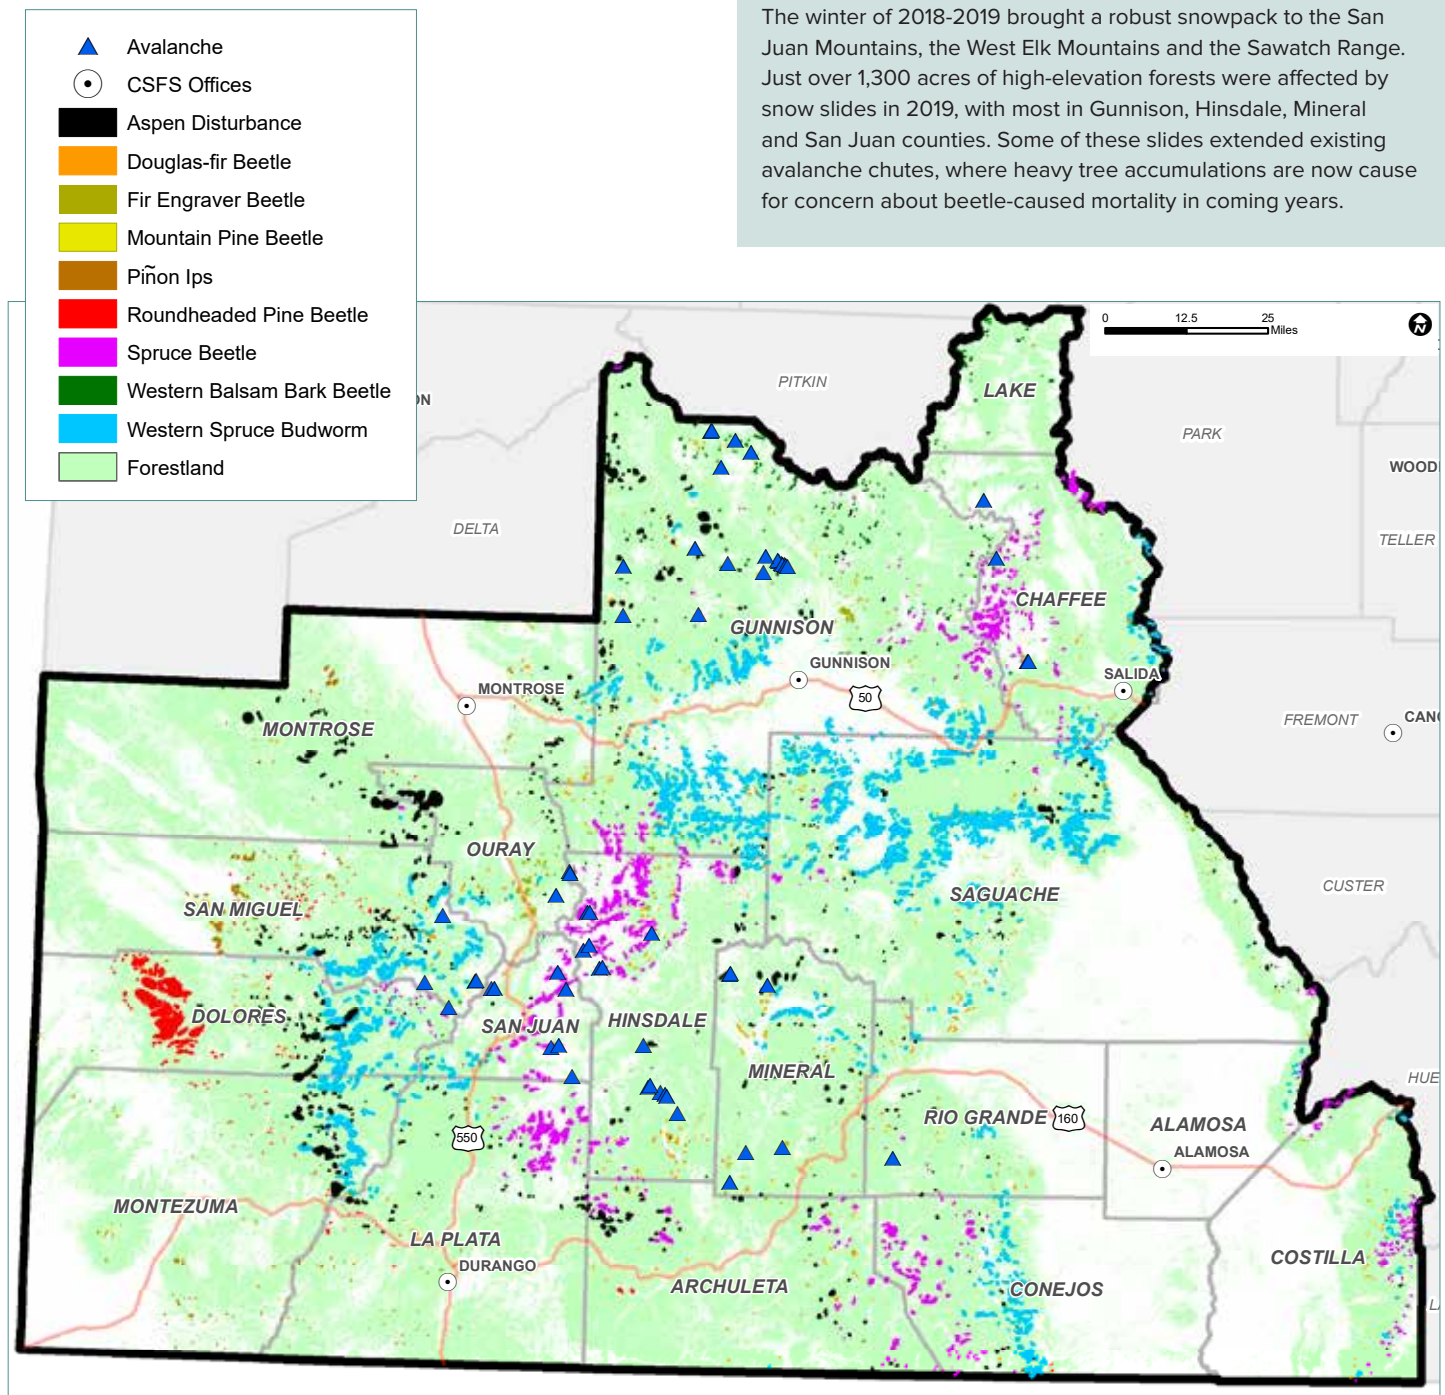 The winter of 2018-2019 brought a robust snowpack to the San
Juan Mountains, the West Elk Mountains and the Sawatch Range.
Just over 1,300 acres of high-elevation forests were affected by
snow slides in 2019, with most in Gunnison, Hinsdale, Mineral
and San Juan counties. Some of these slides extended existing
avalanche chutes, where heavy tree accumulations are now cause
for concern about beetle-caused mortality in coming years.
Avalanche
CSFS Offices
Aspen Disturbance
Douglas-fir Beetle
Fir Engraver Beetle
Mountain Pine Beetle
Piñon Ips
Roundheaded Pine Beetle
Spruce Beetle
Western Balsam Bark Beetle
Western Spruce Budworm
Forestland
0 12.5 25
Miles
N
PITKIN
LAKE
ON
PARK
WOOD
DELTA
TELLER
CHAFFEE
GUNNISON
GUNNISON
SALIDA
MONTROSE
50
FREMONT
CANO
MONTROSE
OURAY
CUSTER
SAGUACHE
SAN MIGUEL
DOLORES
SAN JUAN
HINSDALE
MINERAL
HUE
RIO GRANDE
160
ALAMOSA
550
ALAMOSA
MONTEZUMA
LA PLATA
DURANGO
COSTILLA
ARCHULETA
CONEJOS